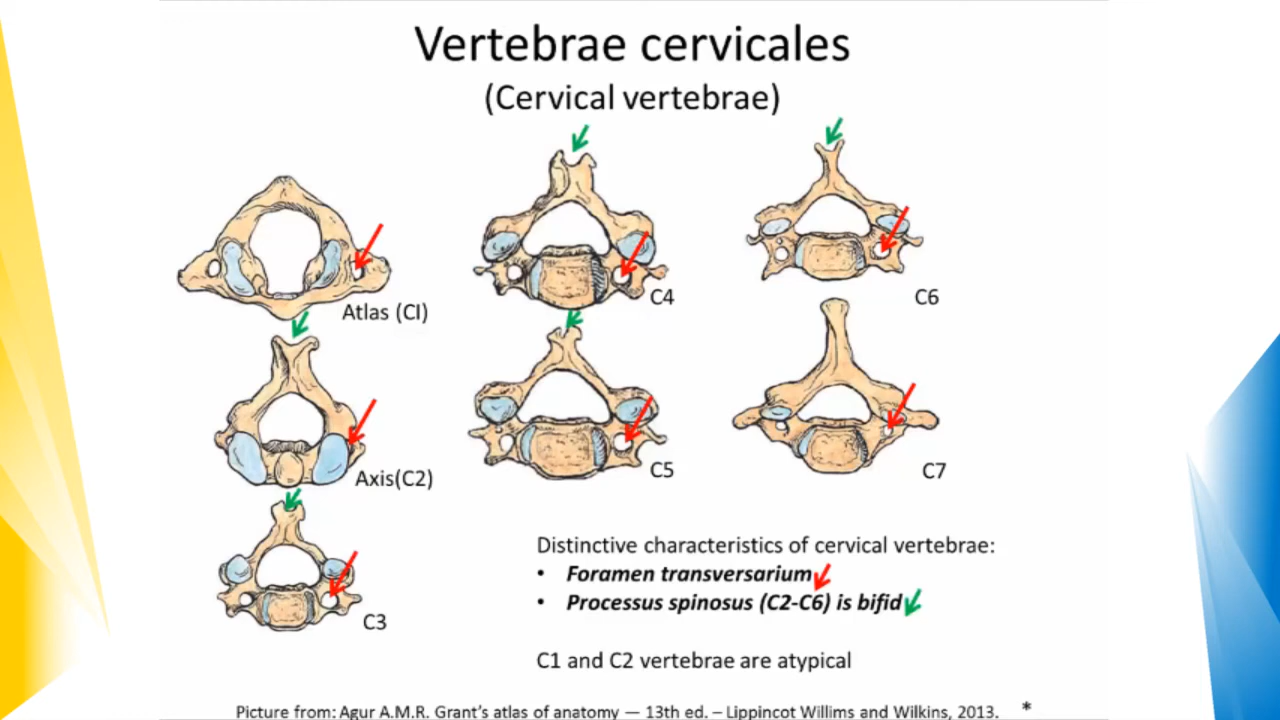 Vertebrae cervicales
(Cervical vertebrae)
Atlas (CI)
C4
C6
Axis(C2)
C5
C7
C3
Distinctive characteristics of cervical vertebrae:
• Foramen transversarium
• Processus spinosus (C2-C6) is bifid
C1 and C2 vertebrae are atypical
Picture from: Agur A.M.R. Grant's atlas of anatomy — 13th ed. – Lippincot Willims and Wilkins, 2013. *